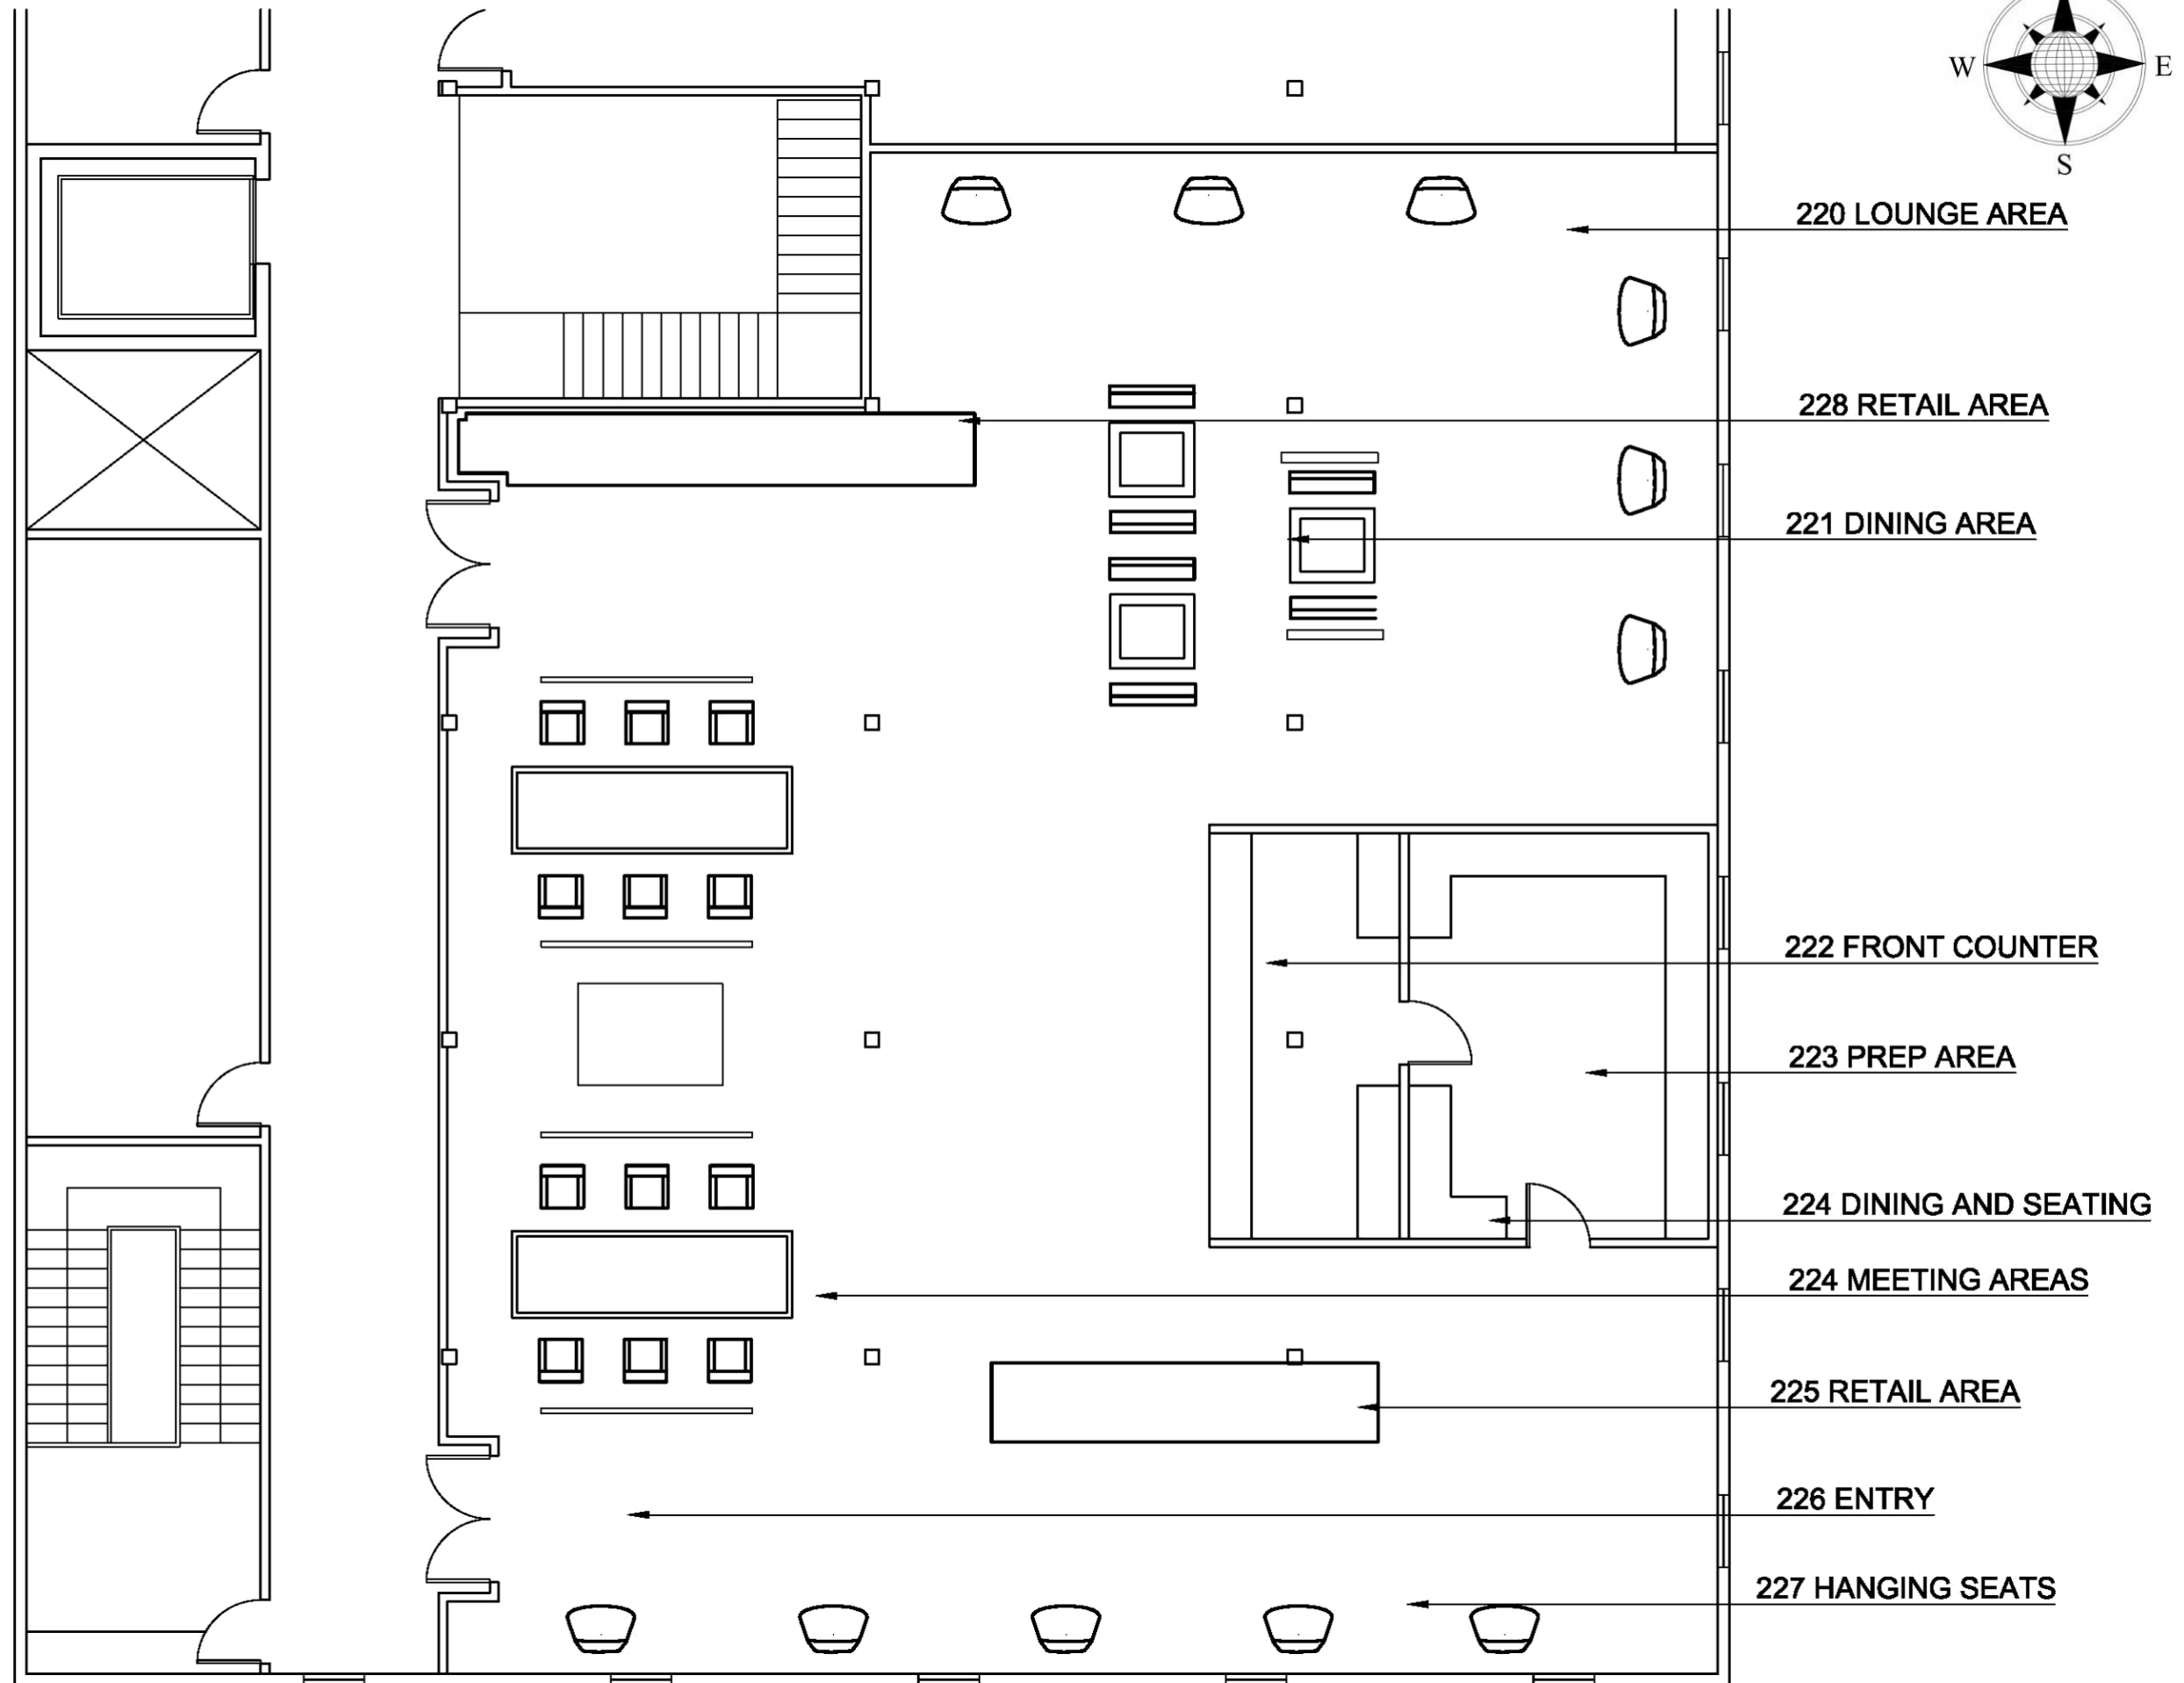 W E
S
220 LOUNGE AREA
228 RETAIL AREA
221 DINING AREA
222 FRONT COUNTER
223 PREP AREA
224 DINING AND SEATING
224 MEETING AREAS
225 RETAIL AREA
226 ENTRY
227 HANGING SEATS